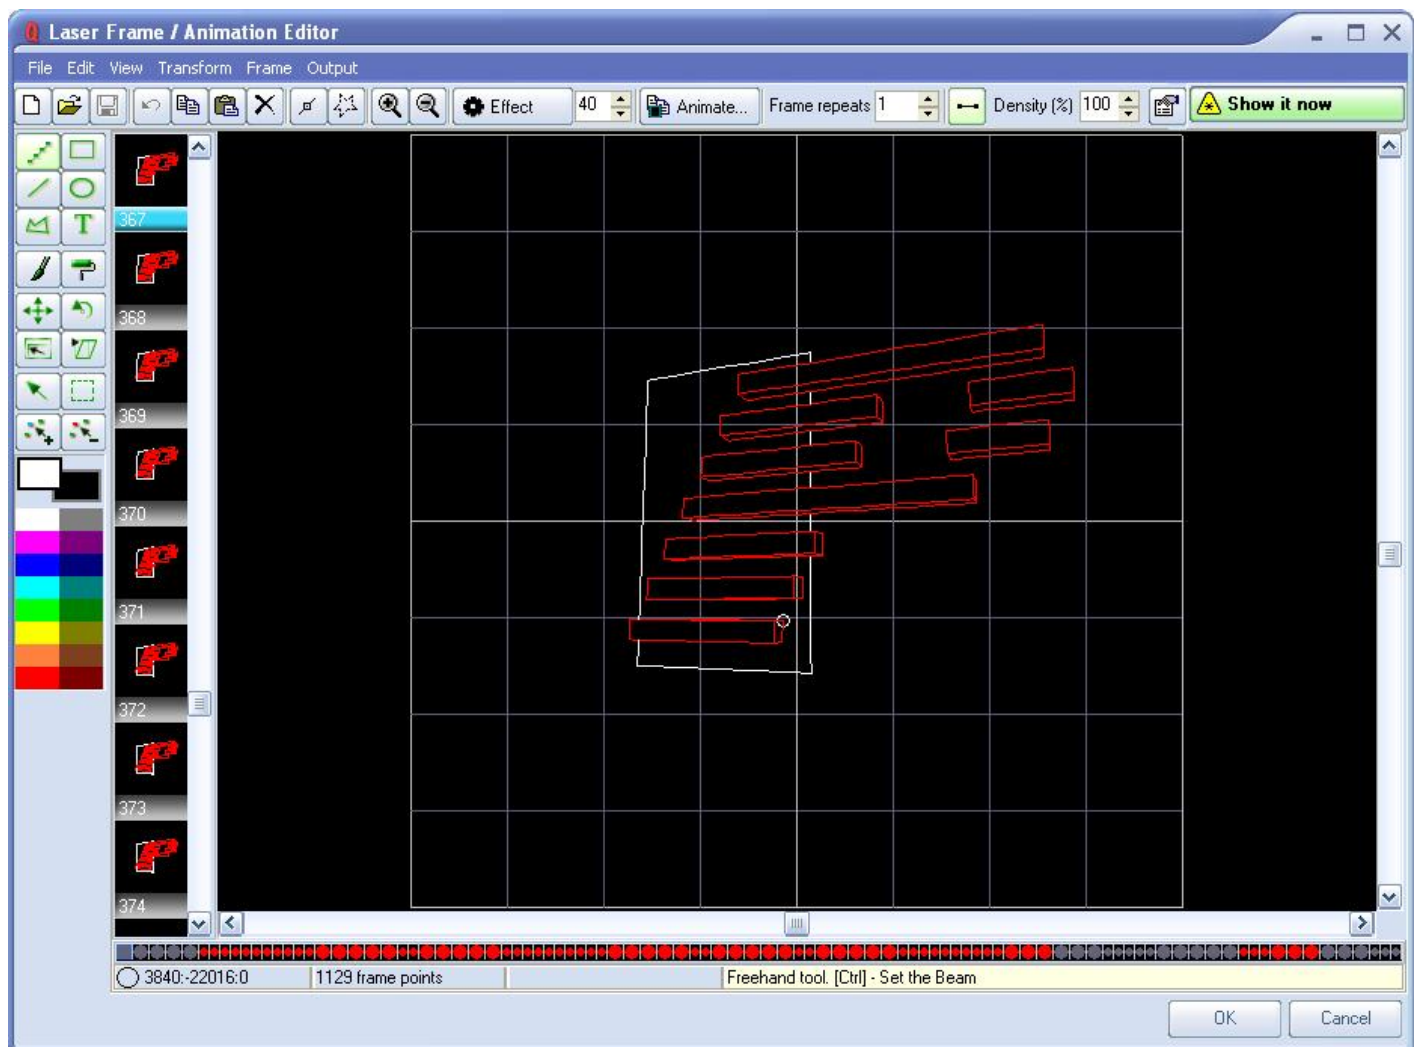 Laser Frame / Animation Editor
File Edit View Transform Frame Output
Effect 40 Animate... Frame repeats 1 Density (%) 100 Show it now
T
367
368
369
370
371
372
373
374
3840:-22016:0 1129 frame points Freehand tool. [Ctrl] - Set the Beam
OK Cancel